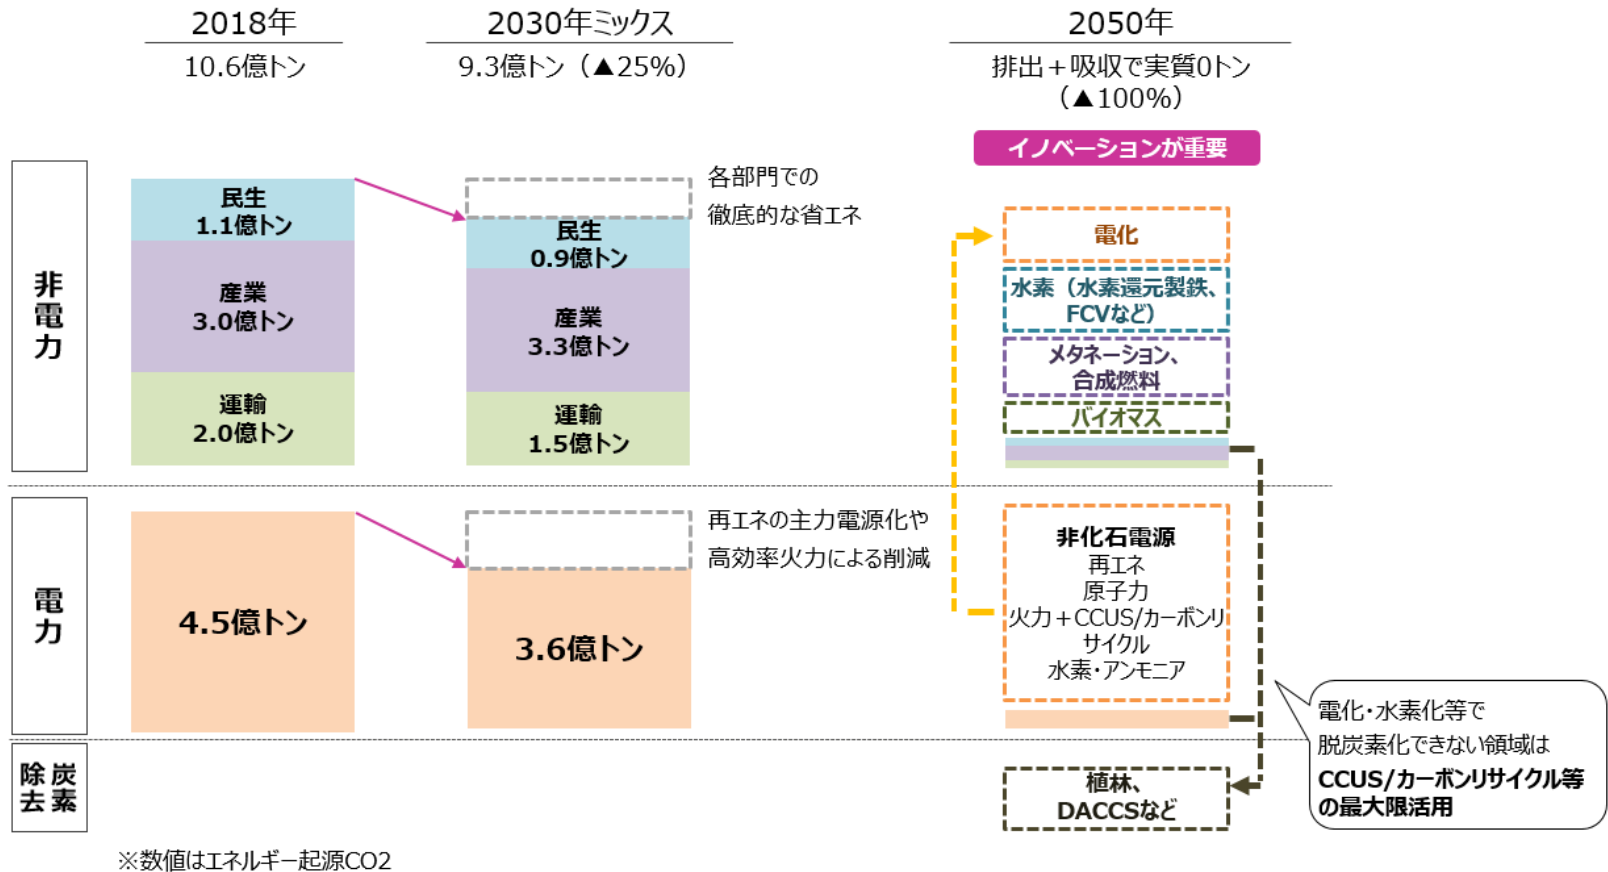 2018年
10.6億トン
2030年ミックス
9.3億トン（▲25%）
2050年
排出＋吸収で実質0トン
（▲100%）
イノベーションが重要
非電力
民生
1.1億トン
産業
3.0億トン
運輸
2.0億トン
民生
0.9億トン
産業
3.3億トン
運輸
1.5億トン
各部門での
徹底的な省エネ
電化
水素（水素還元製鉄、
FCVなど）
メタネーション、
合成燃料
バイオマス
電力
4.5億トン
3.6億トン
再エネの主力電源化や
高効率火力による削減
非化石電源
再エネ
原子力
火力＋CCUS/カーボンリ
サイクル
水素・アンモニア
電化・水素化等で
脱炭素化できない領域は
CCUS/カーボンリサイクル等
の最大限活用
炭素
除去
植林、
DACCSなど
※数値はエネルギー起源CO2